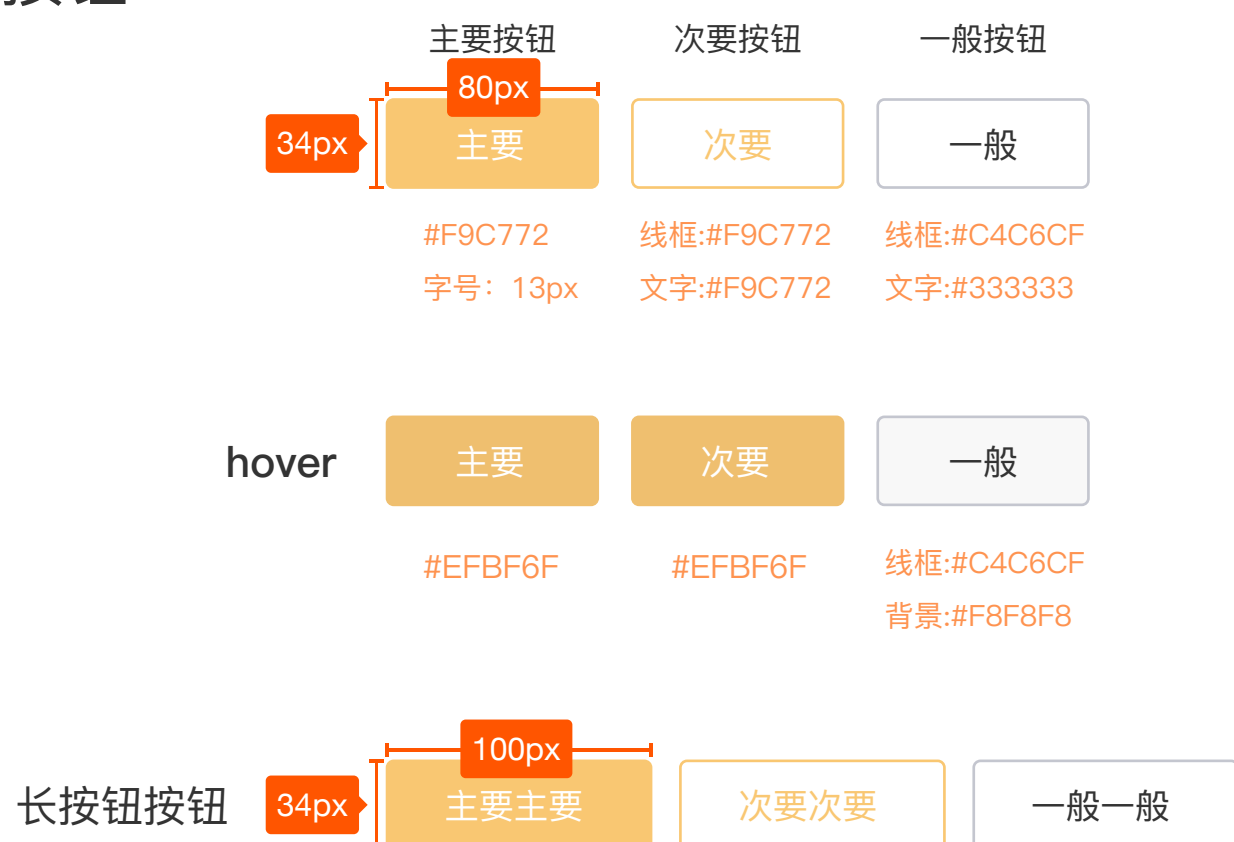 主要按钮 次要按钮 一般按钮
80px
34px 主要 次要 一般
#F9C772 线框:#F9C772 线框:#C4C6CF
字号：13px 文字:#F9C772 文字:#333333
hover 主要 次要 一般
#EFBF6F #EFBF6F 线框:#C4C6CF
背景:#F8F8F8
100px
长按钮按钮 34px 主要主要 次要次要 一般一般